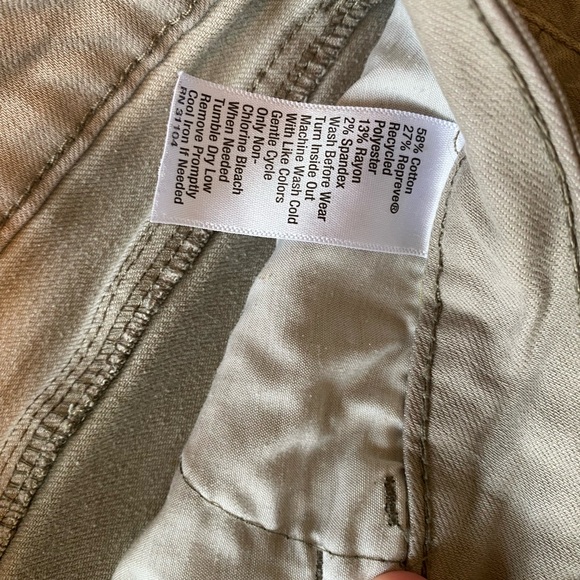 58% Cotton
27% Repreve®
Recycled
Polyester
13% Rayon
2% Spandex
Wash Before Wear
Turn Inside Out
Machine Wash Cold
With Like Colors
Gentle Cycle
Only Non-
Chlorine Bleach
When Needed
Tumble Dry Low
Remove Promptly
Cool Iron If Needed
RN 31104